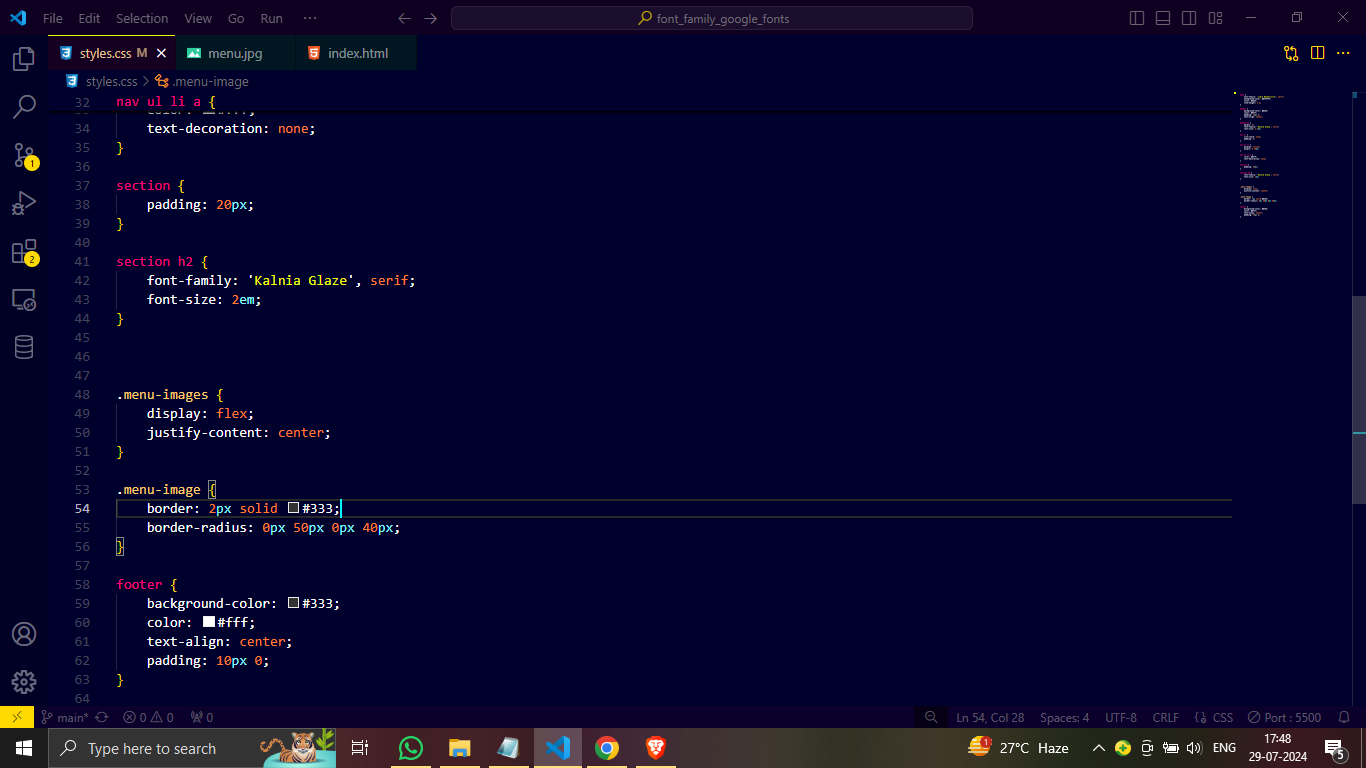 File Edit Selection View Go Run ···
font_family_google_fonts
styles.css M
menu.jpg
index.html
styles.css > .menu-image
32 nav ul li a {
34 text-decoration: none;
35 }
36
37 section {
38 padding: 20px;
39 }
40
41 section h2 {
42 font-family: 'Kalnia Glaze', serif;
43 font-size: 2em;
44 }
45
46
47
48 .menu-images {
49 display: flex;
50 justify-content: center;
51 }
52
53 .menu-image {
54 border: 2px solid #333;
55 border-radius: 0px 50px 0px 40px;
56 }
57
58 footer {
59 background-color: #333;
60 color: #fff;
61 text-align: center;
62 padding: 10px 0;
63 }
64
1
2
main* 0 0 0 Ln 54, Col 28 Spaces: 4 UTF-8 CRLF {} CSS Port : 5500
Type here to search
1
27°C Haze
ENG
17:48
29-07-2024
5